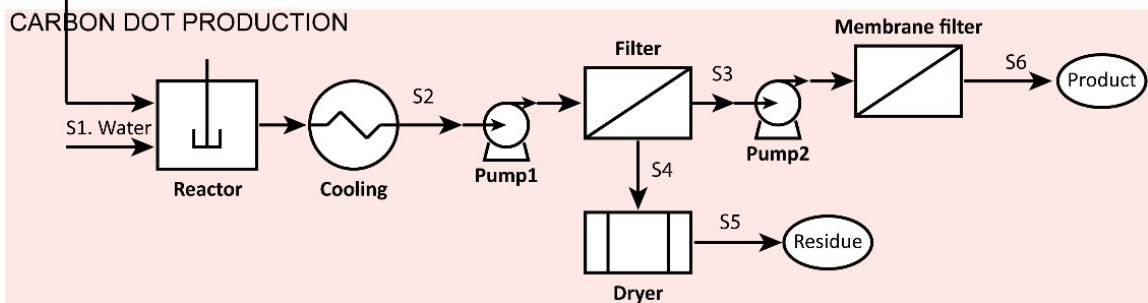 CARBON DOT PRODUCTION
Membrane filter
Filter
S3
S6
Product
S2
S1. Water
Pump2
Pump1
Reactor
Cooling
S4
S5
Residue
Dryer